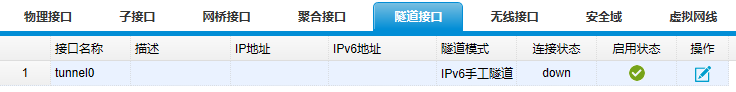 物理接口 子接口 网桥接口 聚合接口 隧道接口 无线接口 安全域 虚拟网线
接口名称 描述 IP地址 IPv6地址 隧道模式 连接状态 启用状态 操作
1 tunnel0 IPv6手工隧道 down